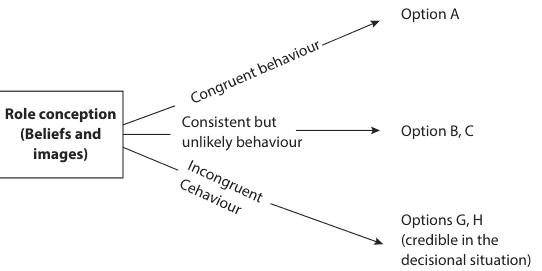 Option A
Congruent behaviour
Role conception
(Beliefs and
images)
Consistent but
unlikely behaviour
Option B, C
Incongruent
Cehaviour
Options G, H
(credible in the
decisional situation)